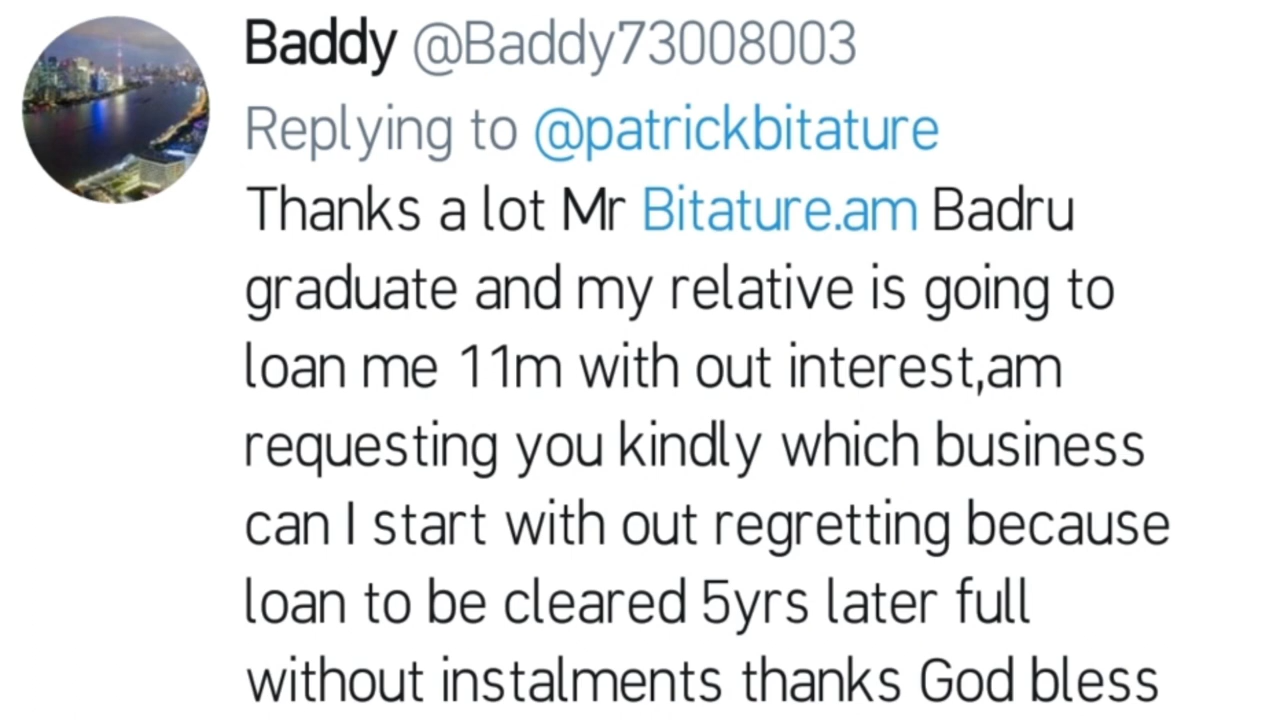 Baddy @Baddy73008003
Replying to @patrickbitature
Thanks a lot Mr Bitature.am Badru
graduate and my relative is going to
loan me 11m with out interest,am
requesting you kindly which business
can I start with out regretting because
loan to be cleared 5yrs later full
without instalments thanks God bless